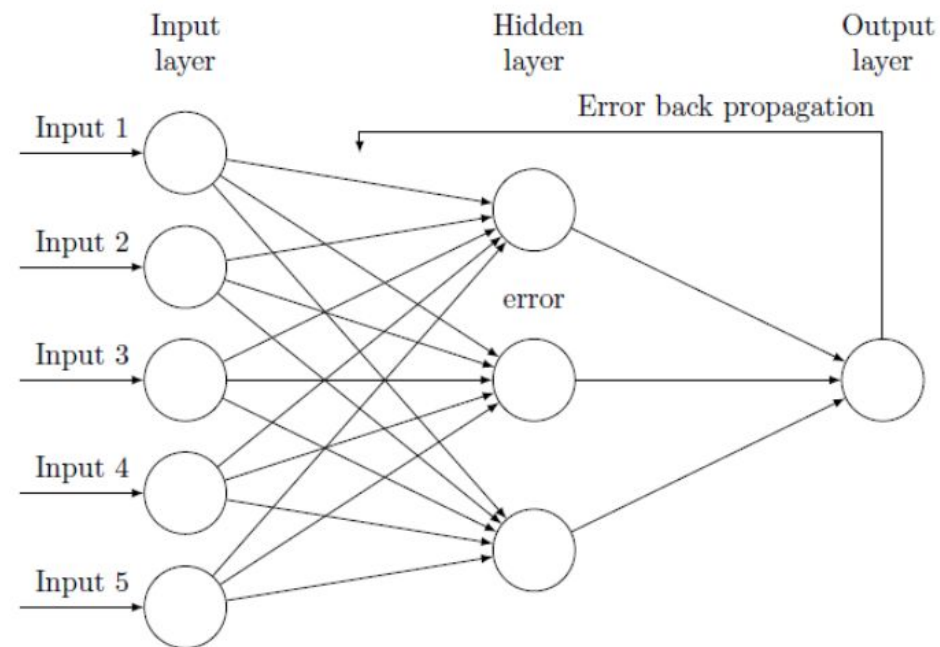 Input
layer
Hidden
layer
Output
layer
Error back propagation
Input 1
Input 2
error
Input 3
Input 4
Input 5